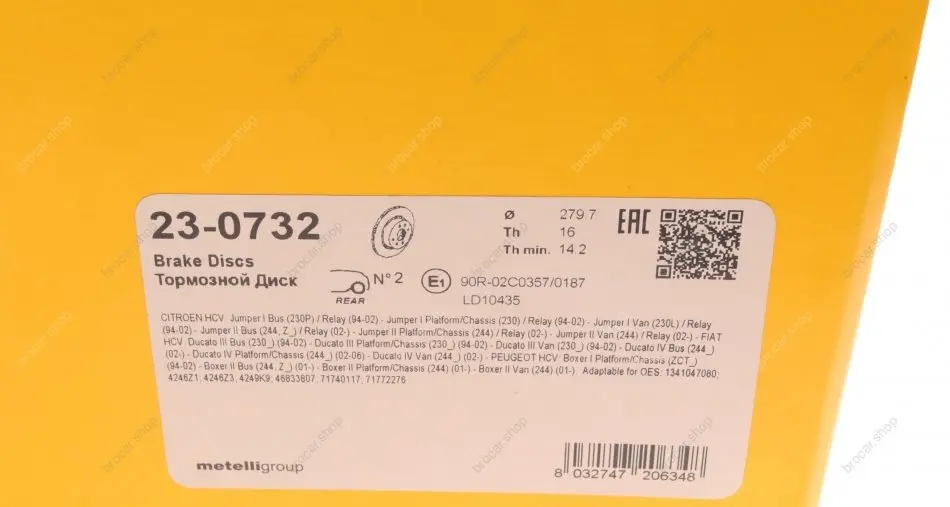 23-0732
Brake Discs
Тормозной Диск
REAR
N° 2
Ø 279.7
Th 16
Th min. 14.2
EAC
E1 90R-02C0357/0187
LD10435
CITROEN HCV Jumper I Bus (230P) / Relay (94-02) - Jumper I Platform/Chassis (230) / Relay (94-02) - Jumper I Van (230L) / Relay
(94-02) - Jumper II Bus (244, Z_) / Relay (02-) - Jumper II Platform/Chassis (244) / Relay (02-) - Jumper II Van (244) / Relay (02-) - FIAT
HCV Ducato III Bus (230_) (94-02) - Ducato III Platform/Chassis (230_) (94-02) - Ducato III Van (230_) (94-02) - Ducato IV Bus (244_)
(02-) - Ducato IV Platform/Chassis (244_) (02-06) - Ducato IV Van (244_) (02-) - PEUGEOT HCV Boxer I Platform/Chassis (ZCT_)
(94-02) - Boxer II Bus (244, Z_) (01-) - Boxer II Platform/Chassis (244) (01-) - Boxer II Van (244) (01-). Adaptable for OES: 1341047080;
4246Z1; 4246Z3; 4249K9; 46833807; 71740117; 71772276
metelligroup
8 032747 206348
brocar.shop